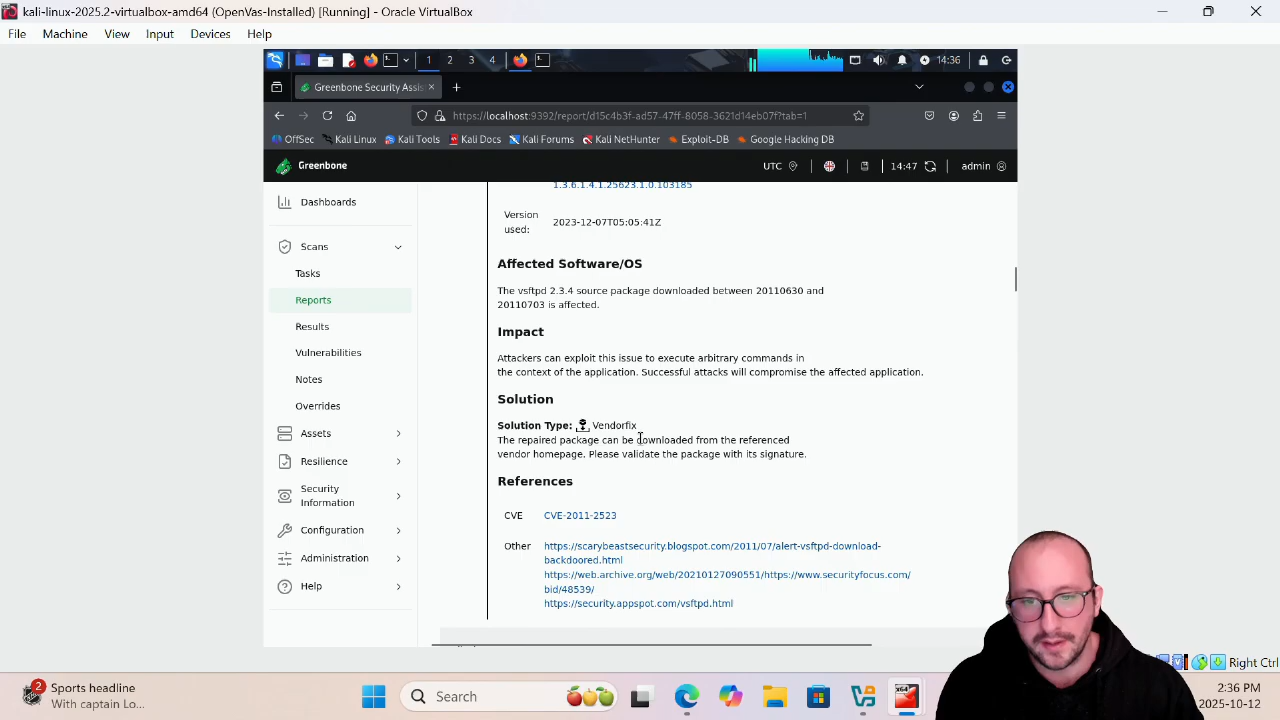 kali-linux-2025.2-virtualbox-amd64 (OpenVas-Installed) [Running] - Oracle VirtualBox
File Machine View Input Devices Help
1 2 3 4 14:36
Greenbone Security Assis
https://localhost:9392/report/d15c4b3f-ad57-47ff-8058-3621d14eb07f?tab=1
OffSec Kali Linux Kali Tools Kali Docs Kali Forums Kali NetHunter Exploit-DB Google Hacking DB
Greenbone UTC 14:47 admin
Dashboards
Scans
Tasks
Reports
Results
Vulnerabilities
Notes
Overrides
Assets
Resilience
Security
Information
Configuration
Administration
Help
1.3.6.1.4.1.25623.1.0.103185
Version
used: 2023-12-07T05:05:41Z
Affected Software/OS
The vsftpd 2.3.4 source package downloaded between 20110630 and
20110703 is affected.
Impact
Attackers can exploit this issue to execute arbitrary commands in
the context of the application. Successful attacks will compromise the affected application.
Solution
Solution Type: Vendorfix
The repaired package can be downloaded from the referenced
vendor homepage. Please validate the package with its signature.
References
CVE CVE-2011-2523
Other https://scarybeastsecurity.blogspot.com/2011/07/alert-vsftpd-download-
backdoored.html
https://web.archive.org/web/20210127090551/https://www.securityfocus.com/
bid/48539/
https://security.appspot.com/vsftpd.html
Right Ctrl
2
Sports headline
With captain Lo...
Search
x64
2:36 PM
2025-10-12